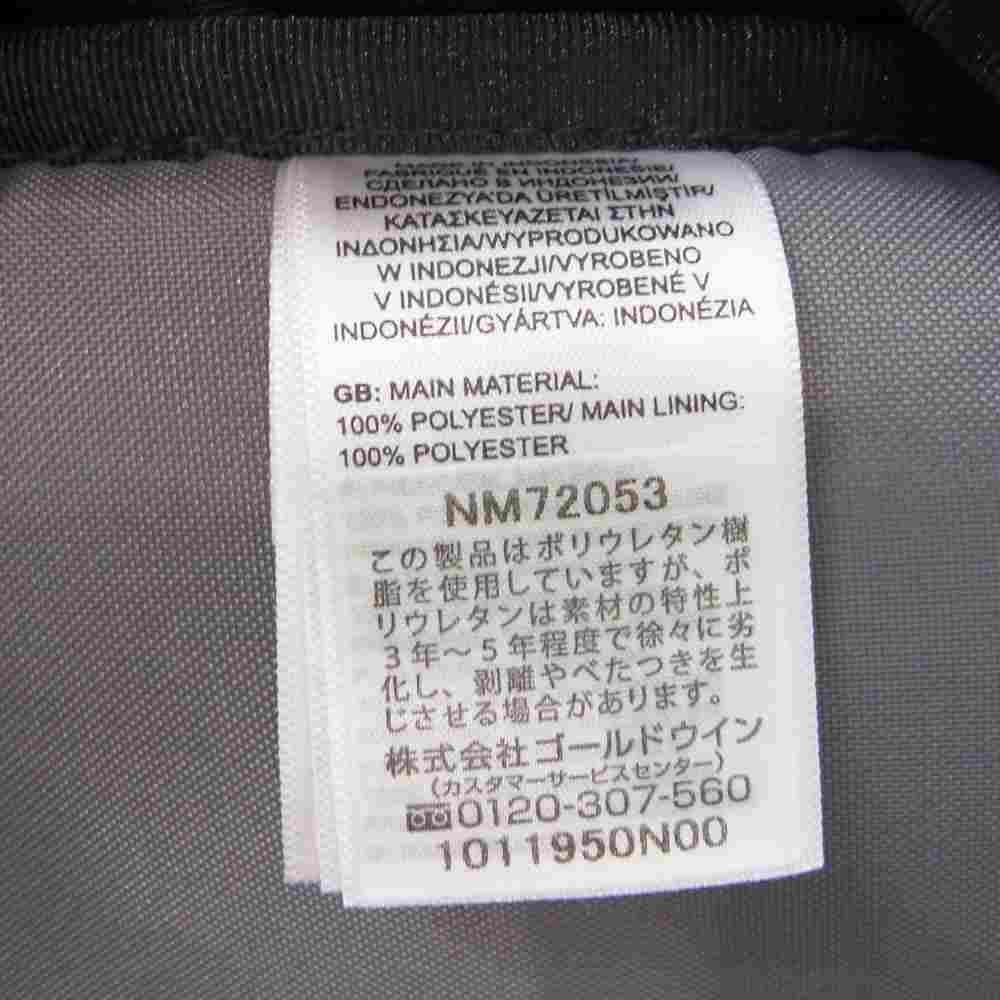 MADE IN INDONESIA/
FABRIQUÉ EN INDONÉSIE/
СДЕЛАНО В ИНДОНЕЗИИ/
ENDONEZYA'DA ÜRETİLMİŞTİR/
ΚΑΤΑΣΚΕΥΑΖΕΤΑΙ ΣΤΗΝ
ΙΝΔΟΝΗΣΙΑ/WYPRODUKOWANO
W INDONEZJI/VYROBENO
V INDONÉSII/VYROBENÉ V
INDONÉZII/GYÁRTVA: INDONÉZIA
GB: MAIN MATERIAL:
100% POLYESTER/ MAIN LINING:
100% POLYESTER
NM72053
この製品はポリウレタン樹
脂を使用していますが、ポ
リウレタンは素材の特性上
3年～5年程度で徐々に劣
化し、剥離やべたつきを生
じさせる場合があります。
株式会社ゴールドウイン
(カスタマーサービスセンター)
0120-307-560
1011950N00